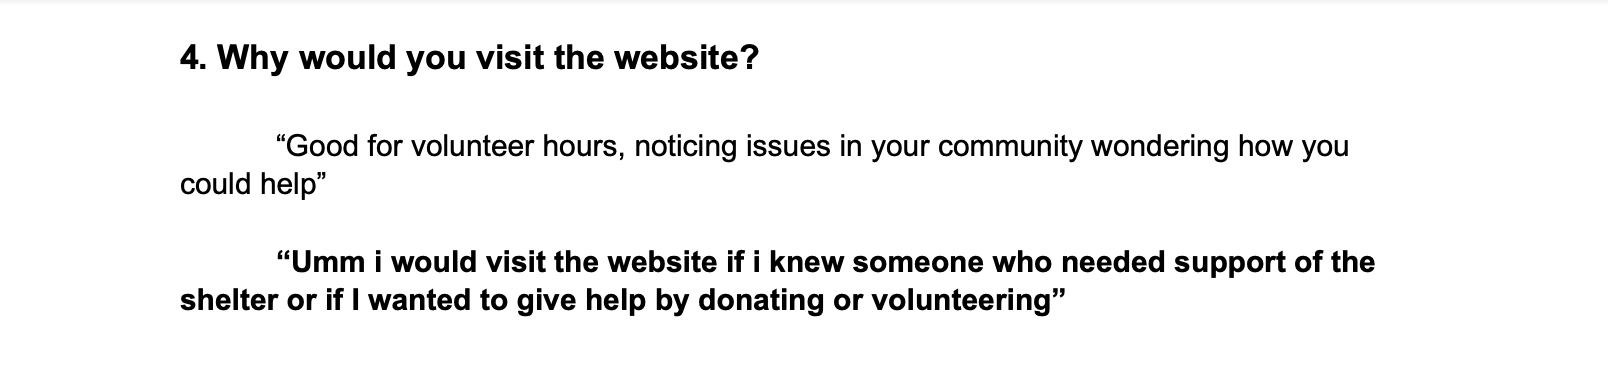 4. Why would you visit the website?
“Good for volunteer hours, noticing issues in your community wondering how you
could help”
“Umm i would visit the website if i knew someone who needed support of the
shelter or if I wanted to give help by donating or volunteering”